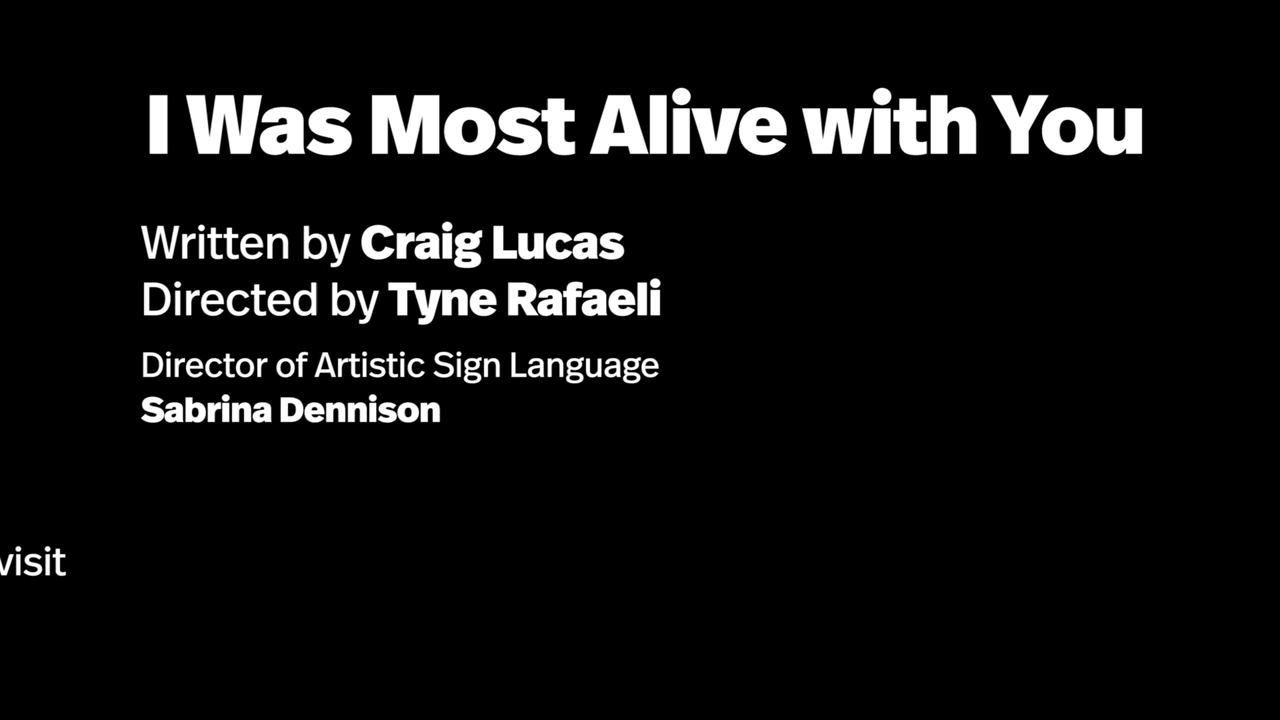 I Was Most Alive with You
Written by Craig Lucas
Directed by Tyne Rafaeli
Director of Artistic Sign Language
Sabrina Dennison
visit